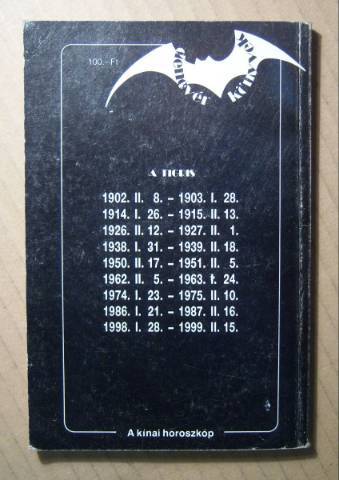 100.- Ft
Denevér
könyvek
A TIGRIS
1902. II. 8. - 1903. I. 28.
1914. I. 26. - 1915. II. 13.
1926. II. 12. - 1927. II. 1.
1938. I. 31. - 1939. II. 18.
1950. II. 17. - 1951. II. 5.
1962. II. 5. - 1963. I. 24.
1974. I. 23. - 1975. II. 10.
1986. I. 21. - 1987. II. 16.
1998. I. 28. - 1999. II. 15.
A kínai horoszkóp